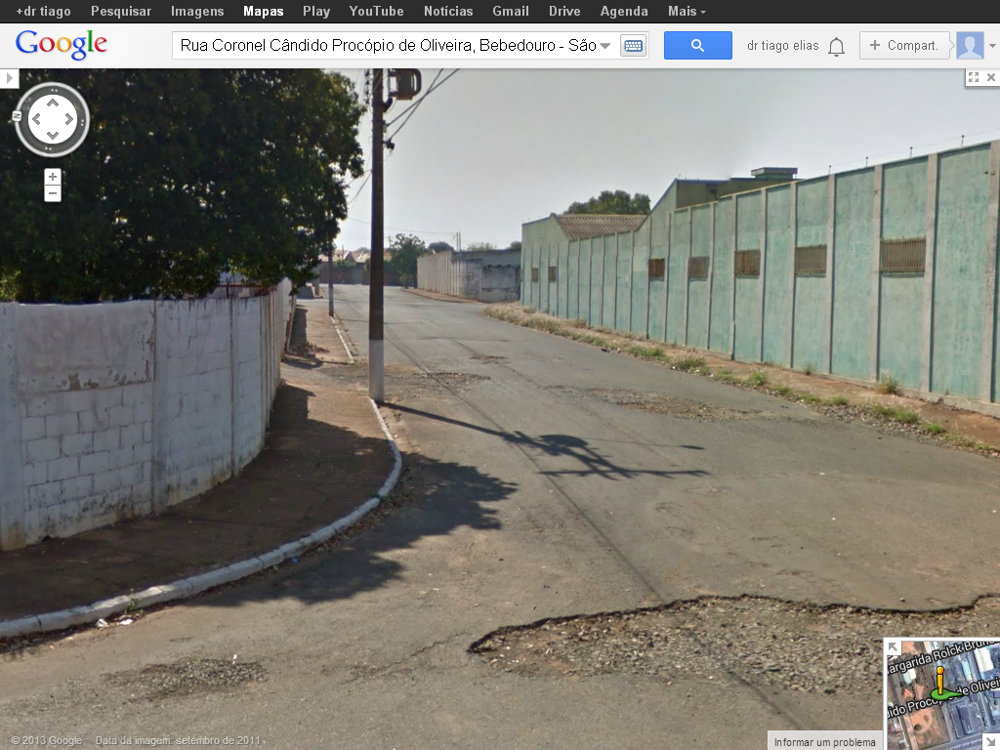 +dr tiago Pesquisar Imagens Mapas Play YouTube Notícias Gmail Drive Agenda Mais
Google Rua Coronel Cândido Procópio de Oliveira, Bebedouro - São dr tiago elias + Compart.
argarida Rolck Brun
dido Procópio de Oliveir
© 2013 Google Data da imagem: setembro de 2011
Informar um problema